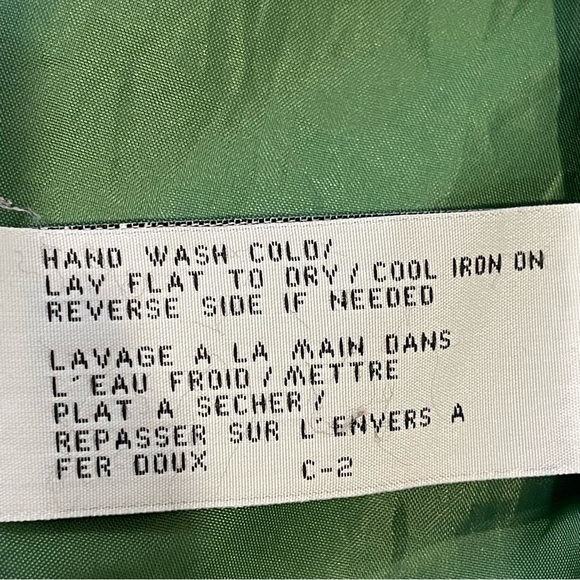 HAND WASH COLD/
LAY FLAT TO DRY / COOL IRON ON
REVERSE SIDE IF NEEDED
LAVAGE A LA MAIN DANS
L'EAU FROID / METTRE
PLAT A SECHER /
REPASSER SUR L'ENVERS A
FER DOUX C-2